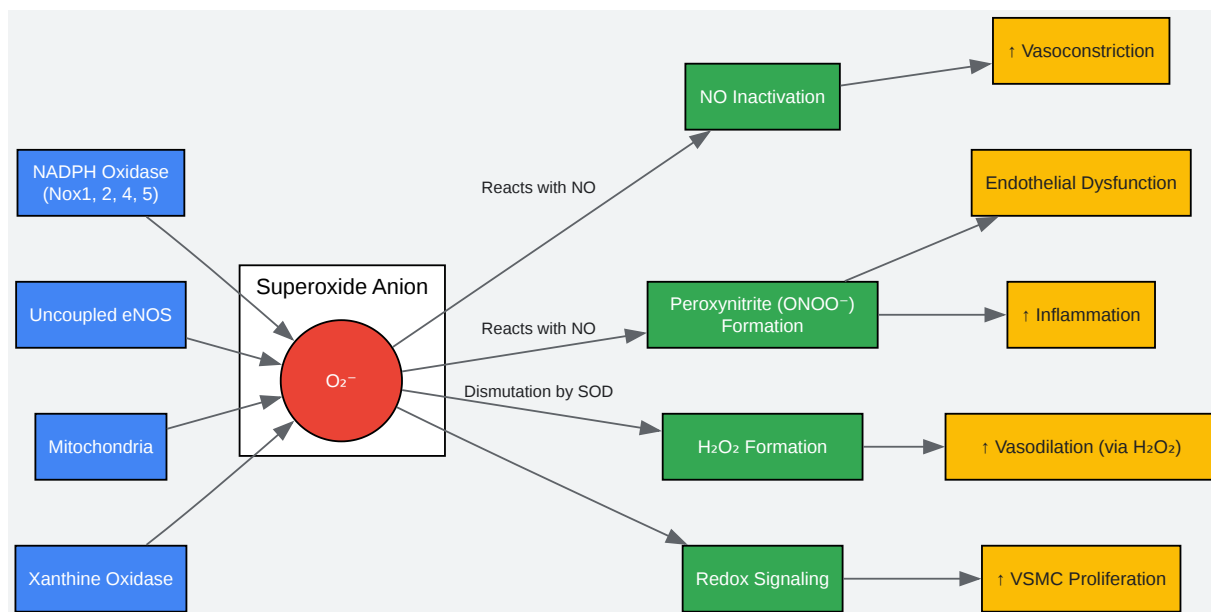 NADPH Oxidase
(Nox1, 2, 4, 5)
Uncoupled eNOS
Mitochondria
Xanthine Oxidase
Superoxide Anion
O₂⁻
Reacts with NO
Reacts with NO
Dismutation by SOD
NO Inactivation
Peroxynitrite (ONOO⁻)
Formation
H₂O₂ Formation
Redox Signaling
↑ Vasoconstriction
Endothelial Dysfunction
↑ Inflammation
↑ Vasodilation (via H₂O₂)
↑ VSMC Proliferation